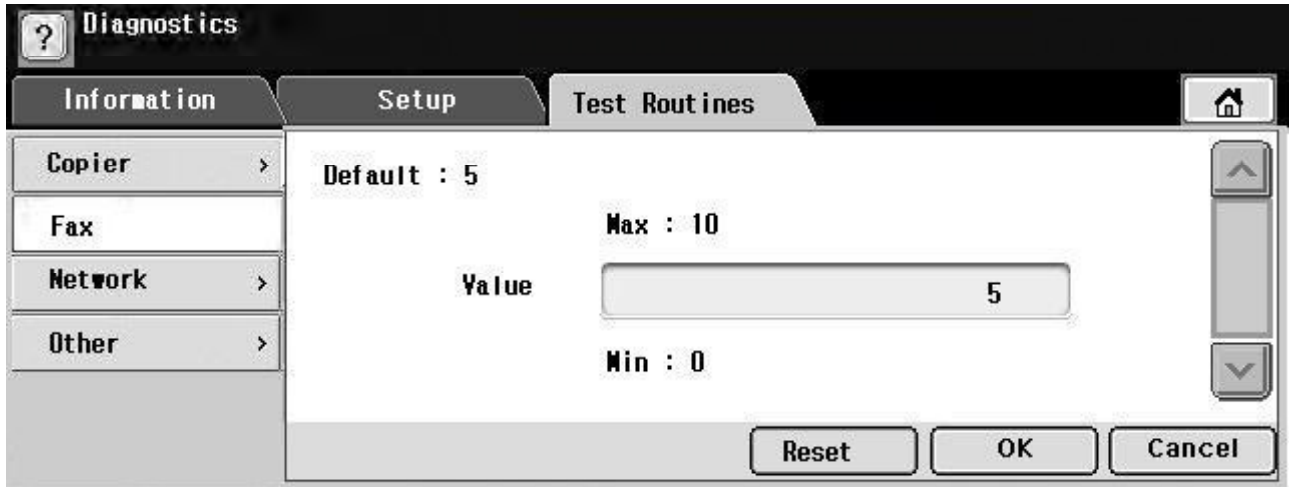 ? Diagnostics
Information Setup Test Routines
Copier >
Fax
Network >
Other >
Default : 5
Max : 10
Value 5
Min : 0
Reset OK Cancel